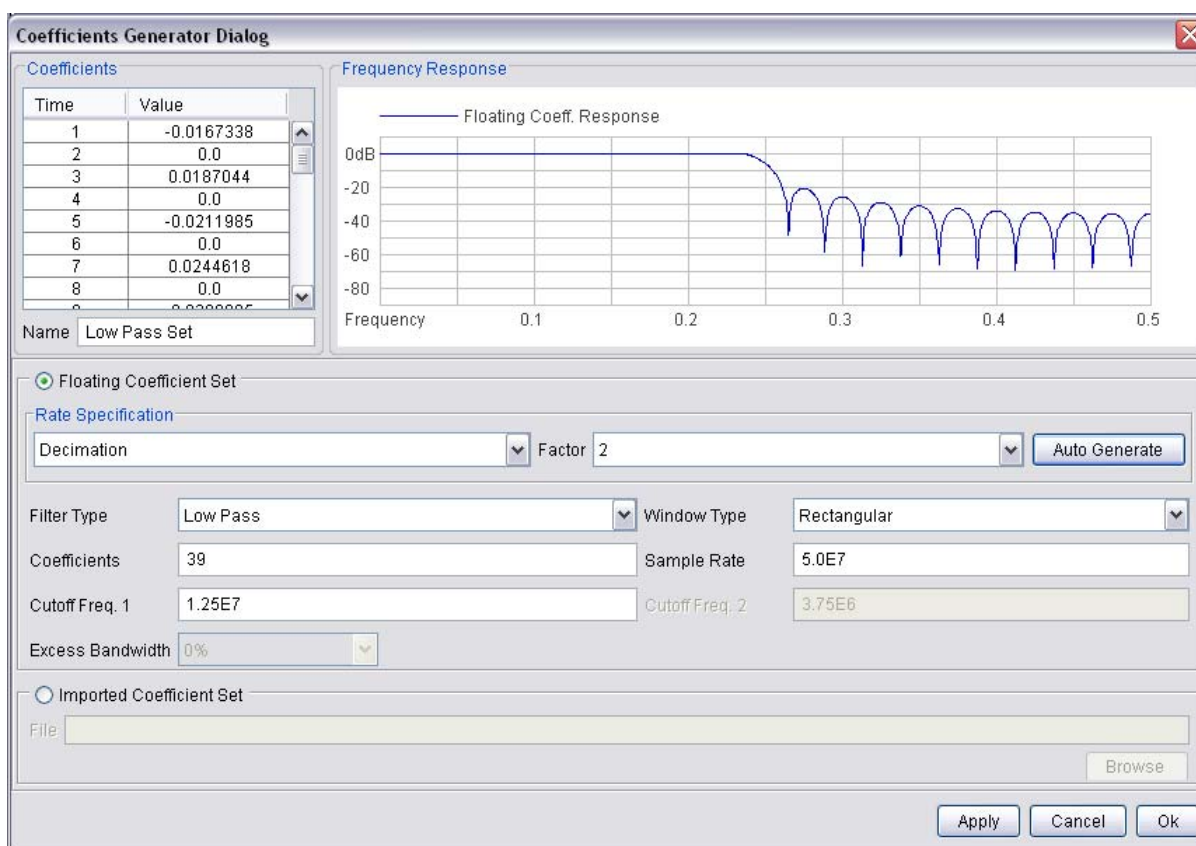 Coefficients Generator Dialog
Coefficients
Time Value
1 -0.0167338
2 0.0
3 0.0187044
4 0.0
5 -0.0211985
6 0.0
7 0.0244618
8 0.0
Name Low Pass Set
Frequency Response
Floating Coeff. Response
0dB
-20
-40
-60
-80
Frequency 0.1 0.2 0.3 0.4 0.5
Floating Coefficient Set
Rate Specification
Decimation Factor 2 Auto Generate
Filter Type Low Pass Window Type Rectangular
Coefficients 39 Sample Rate 5.0E7
Cutoff Freq. 1 1.25E7 Cutoff Freq. 2 3.75E6
Excess Bandwidth 0%
Imported Coefficient Set
File
Browse
Apply Cancel Ok